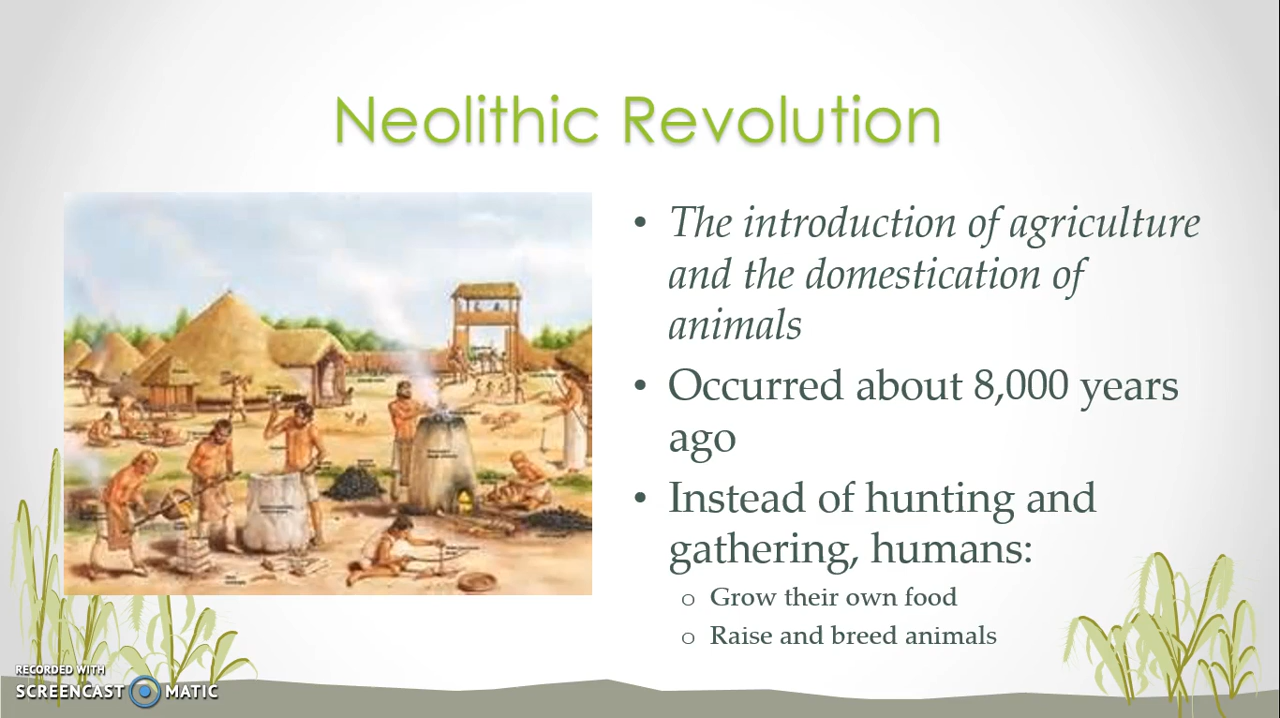 Neolithic Revolution
• The introduction of agriculture
and the domestication of
animals
• Occurred about 8,000 years
ago
• Instead of hunting and
gathering, humans:
o Grow their own food
o Raise and breed animals
RECORDED WITH
SCREENCAST MATIC